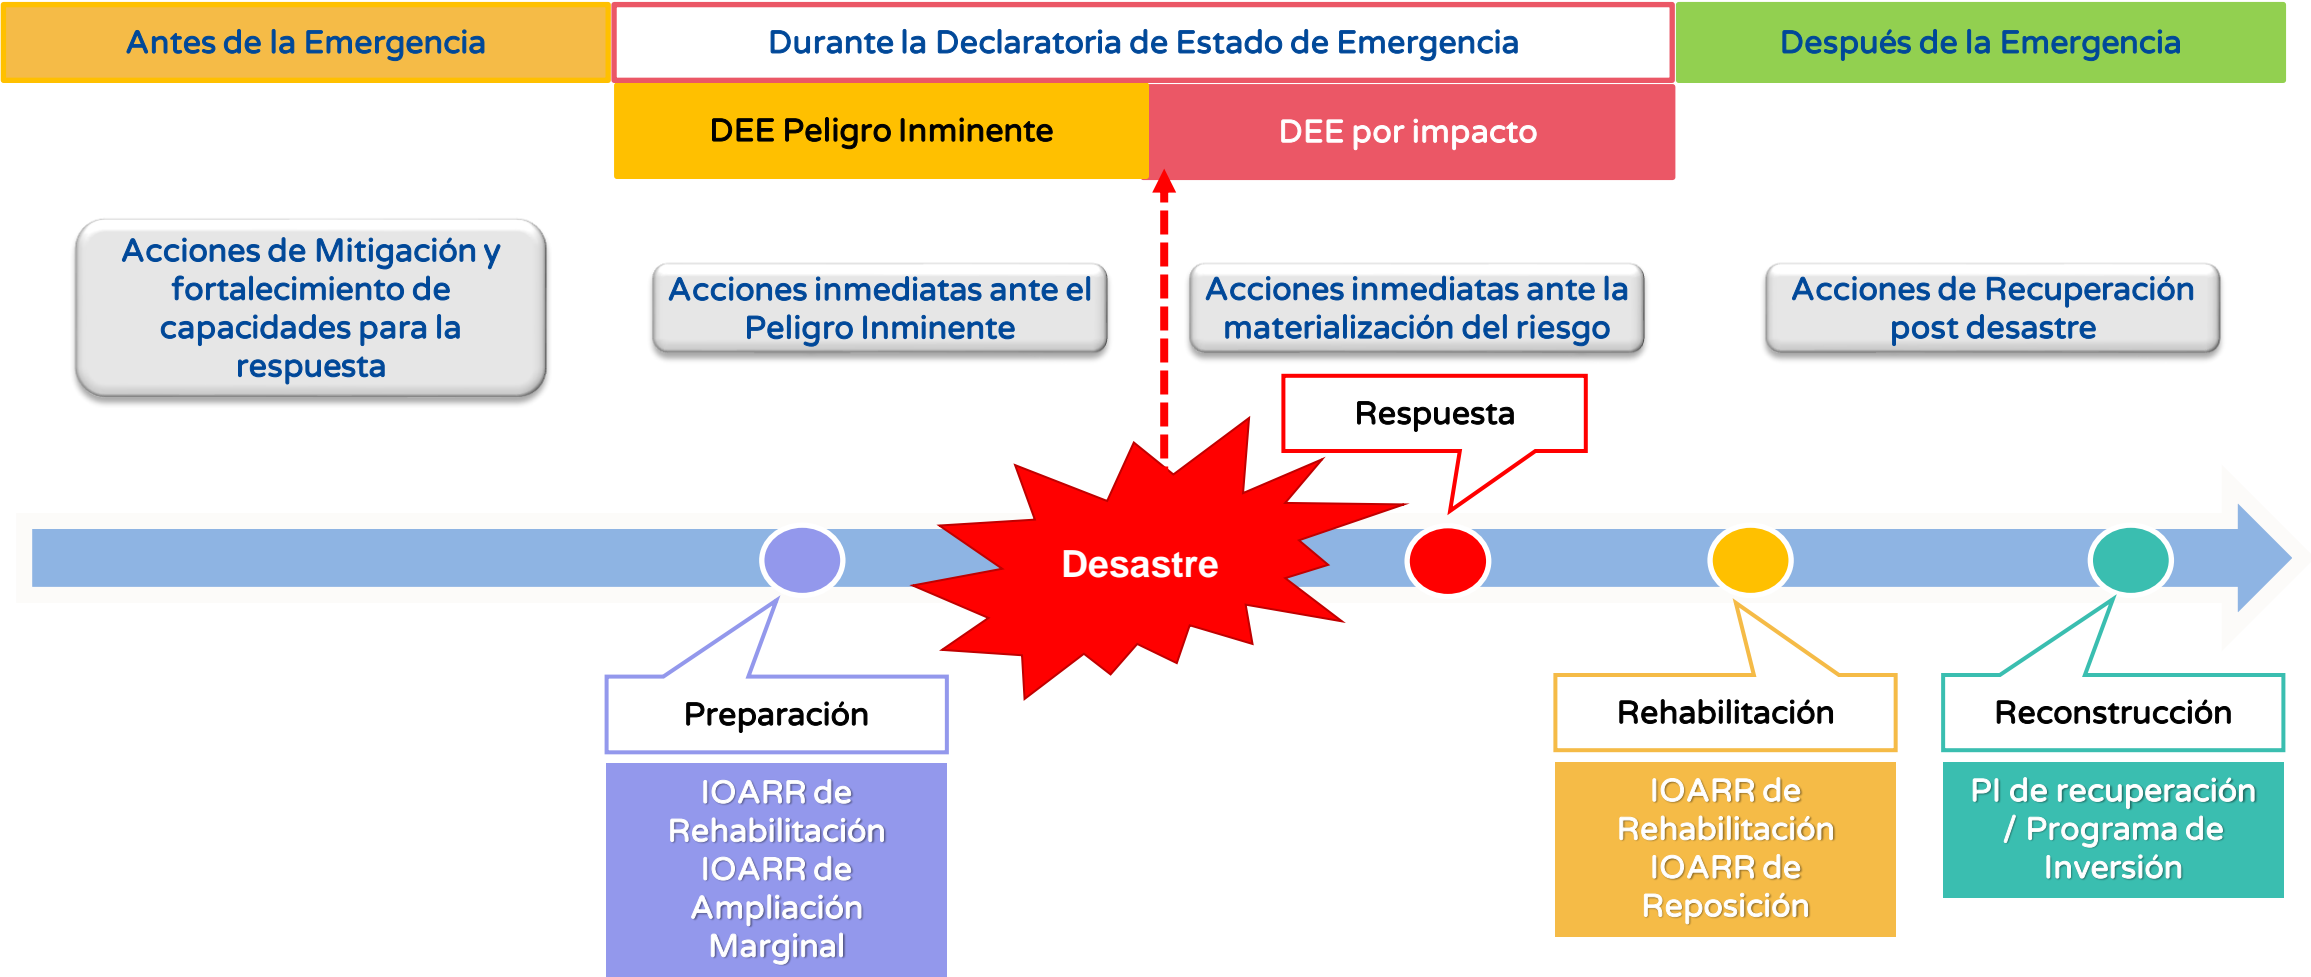 Antes de la Emergencia
Durante la Declaratoria de Estado de Emergencia
Después de la Emergencia
DEE Peligro Inminente
DEE por impacto
Acciones de Mitigación y
fortalecimiento de
capacidades para la
respuesta
Acciones inmediatas ante el
Peligro Inminente
Acciones inmediatas ante la
materialización del riesgo
Acciones de Recuperación
post desastre
Respuesta
Desastre
Preparación
IOARR de
Rehabilitación
IOARR de
Ampliación
Marginal
Rehabilitación
IOARR de
Rehabilitación
IOARR de
Reposición
Reconstrucción
PI de recuperación
/ Programa de
Inversión